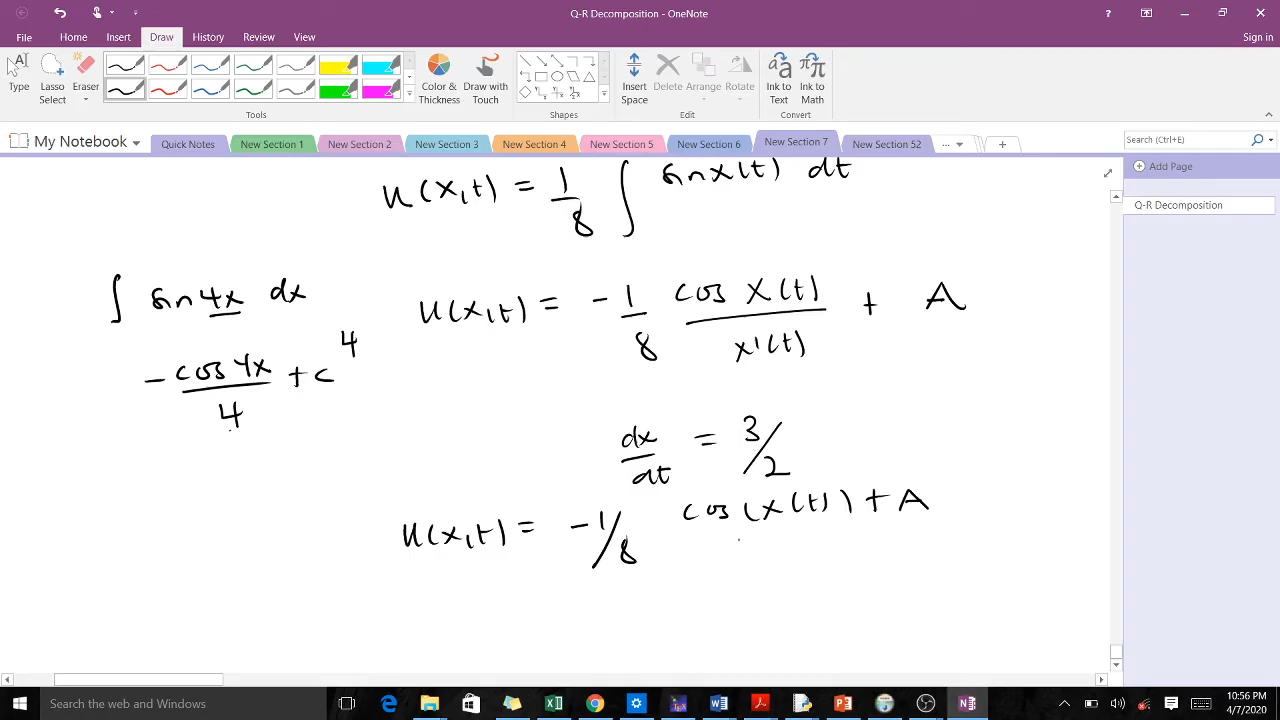 Q-R Decomposition - OneNote
File Home Insert Draw History Review View Sign in
Type Lasso Select Eraser Color & Thickness Draw with Touch Insert Space Delete Arrange Rotate Ink to Text Ink to Math
Tools Shapes Edit Convert
My Notebook Quick Notes New Section 1 New Section 2 New Section 3 New Section 4 New Section 5 New Section 6 New Section 7 New Section 52 ... Search (Ctrl+E)
Add Page
Q-R Decomposition
u(x,t) = 1/8 ∫ sin x(t) dt
∫ sin 4x dx
u(x,t) = -1/8 cos x(t)/x'(t) + A
4
-cos 4x/4 + c
dx/dt = 3/2
u(x,t) = -1/8 cos(x(t)) + A
Search the web and Windows
10:56 PM
4/7/2020